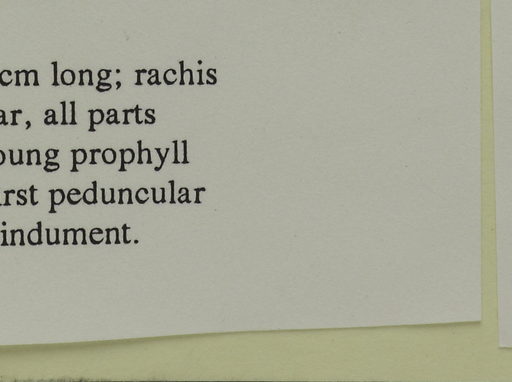 cm long; rachis
ar, all parts
oung prophyll
rst peduncular
indument.